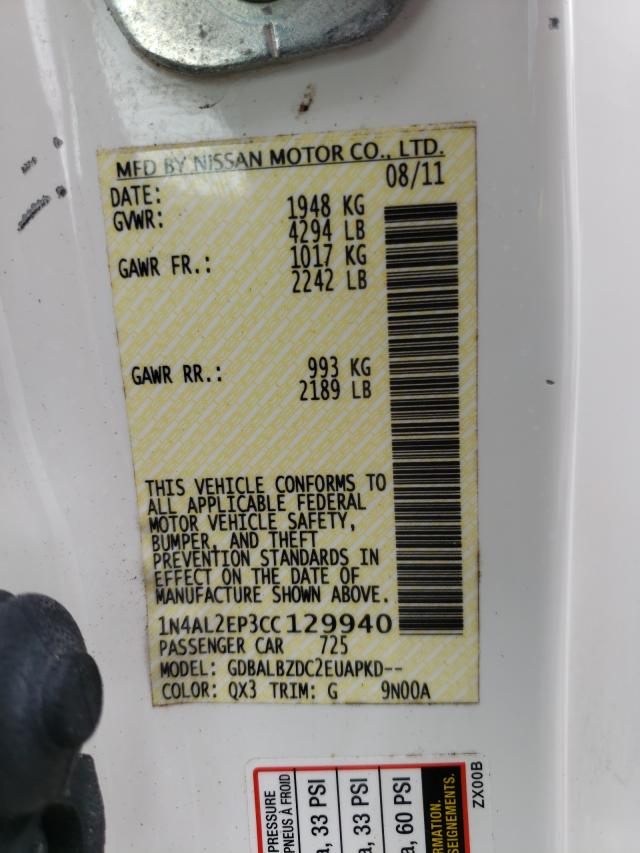 MFD BY NISSAN MOTOR CO., LTD.
DATE: 08/11
GVWR: 1948 KG
4294 LB
GAWR FR.: 1017 KG
2242 LB
GAWR RR.: 993 KG
2189 LB
THIS VEHICLE CONFORMS TO
ALL APPLICABLE FEDERAL
MOTOR VEHICLE SAFETY,
BUMPER, AND THEFT
PREVENTION STANDARDS IN
EFFECT ON THE DATE OF
MANUFACTURE SHOWN ABOVE.
1N4AL2EP3CC129940
PASSENGER CAR 725
MODEL: GDBALBZDC2EUAPKD--
COLOR: QX3 TRIM: G 9N00A
PRESSURE
PNEUS À FROID
33 PSI
33 PSI
60 PSI
ZX00B